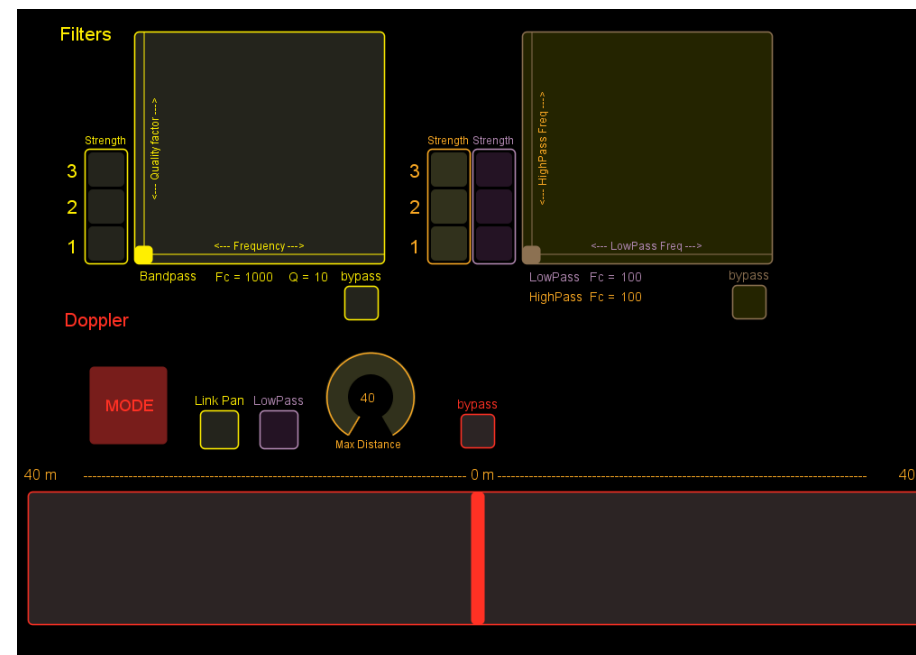 Filters
Strength
3
2
1
<--- Quality factor --->
<--- Frequency --->
Bandpass Fc = 1000 Q = 10 bypass
Strength Strength
3
2
1
<--- HighPass Freq --->
<--- LowPass Freq --->
LowPass Fc = 100 bypass
HighPass Fc = 100
Doppler
MODE
Link Pan LowPass
40
Max Distance
bypass
40 m 0 m 40